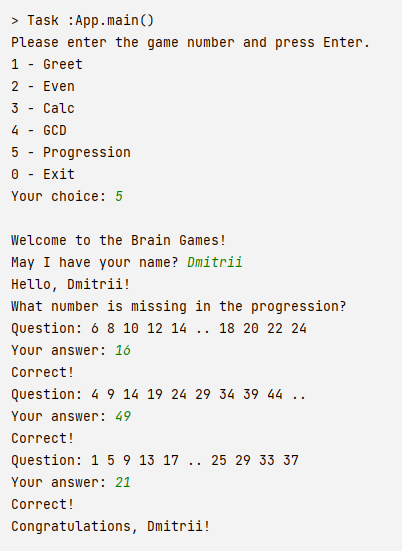 > Task :App.main()
Please enter the game number and press Enter.
1 - Greet
2 - Even
3 - Calc
4 - GCD
5 - Progression
0 - Exit
Your choice: 5
Welcome to the Brain Games!
May I have your name? Dmitrii
Hello, Dmitrii!
What number is missing in the progression?
Question: 6 8 10 12 14 .. 18 20 22 24
Your answer: 16
Correct!
Question: 4 9 14 19 24 29 34 39 44 ..
Your answer: 49
Correct!
Question: 1 5 9 13 17 .. 25 29 33 37
Your answer: 21
Correct!
Congratulations, Dmitrii!